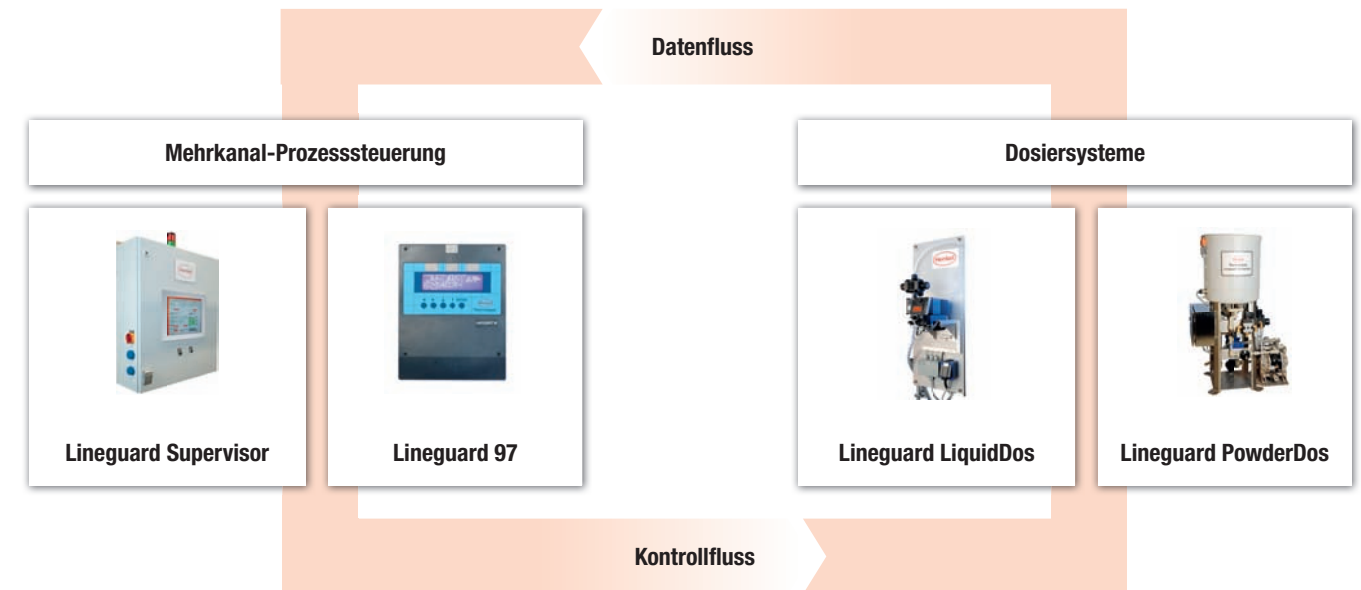 Datenfluss
Mehrkanal-Prozesssteuerung
Dosiersysteme
Lineguard Supervisor
Lineguard 97
Lineguard LiquidDos
Lineguard PowderDos
Kontrollfluss